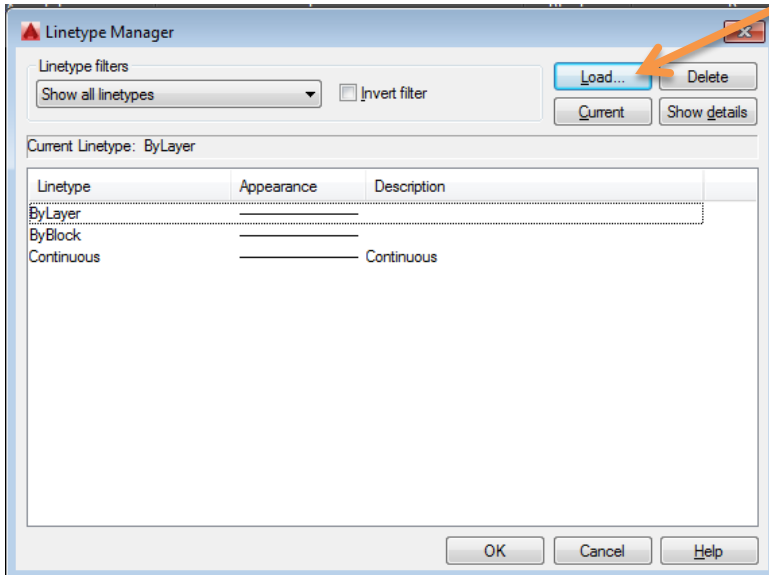 Linetype Manager
Linetype filters
Show all linetypes
Invert filter
Load...
Delete
Current
Show details
Current Linetype: ByLayer
Linetype Appearance Description
ByLayer
ByBlock
Continuous Continuous
OK Cancel Help